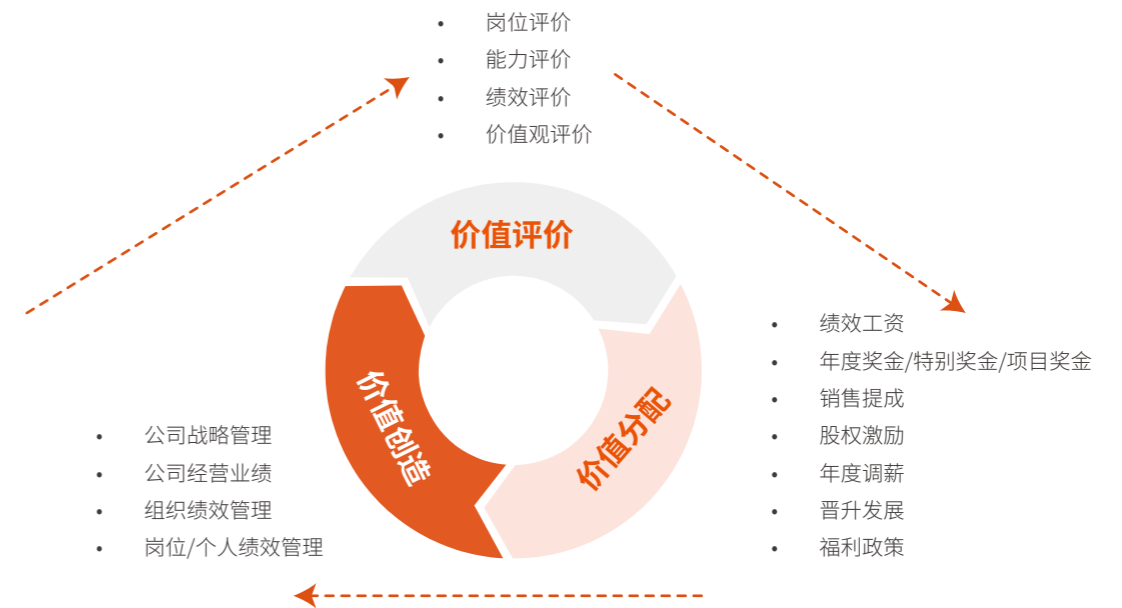 • 岗位评价
• 能力评价
• 绩效评价
• 价值观评价
价值评价
价值创造
价值分配
• 公司战略管理
• 公司经营业绩
• 组织绩效管理
• 岗位/个人绩效管理
• 绩效工资
• 年度奖金/特别奖金/项目奖金
• 销售提成
• 股权激励
• 年度调薪
• 晋升发展
• 福利政策